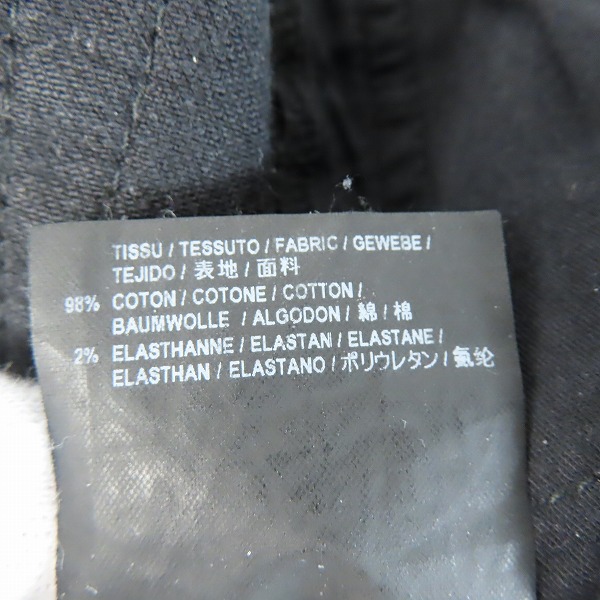 TISSU / TESSUTO / FABRIC / GEWEBE /
TEJIDO / 表地 / 面料
98% COTON / COTONE / COTTON /
BAUMWOLLE / ALGODON / 綿 / 棉
2% ELASTHANNE / ELASTAN / ELASTANE /
ELASTHAN / ELASTANO / ポリウレタン / 氨纶